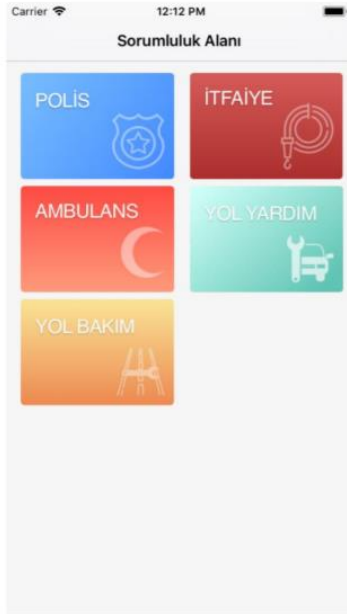 Carrier 12:12 PM
Sorumluluk Alanı
POLİS
İTFAİYE
AMBULANS
YOL YARDIM
YOL BAKIM